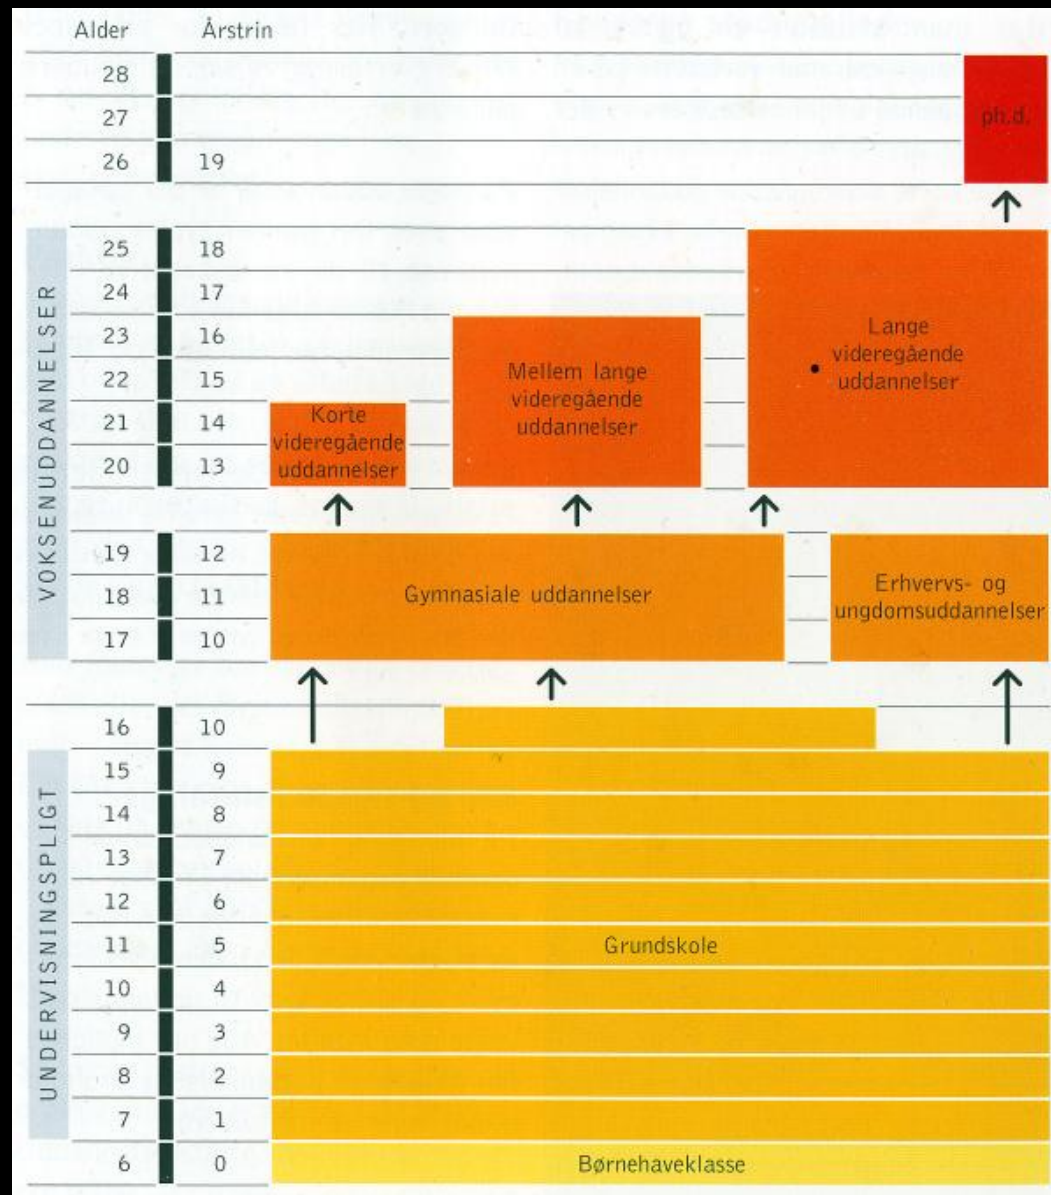 Alder Årstrin
28
27
ph.d.
26 19
25 18
24 17
23 16
22 15
21 14
20 13
Lange
videregående
uddannelser
Mellem lange
videregående
uddannelser
Korte
videregående
uddannelser
VOKSENUDDANNELSER
19 12
18 11
17 10
Gymnasiale uddannelser
Erhvervs- og
ungdomsuddannelser
16 10
15 9
14 8
13 7
12 6
11 5 Grundskole
10 4
9 3
8 2
7 1
UNDERVISNINGSPLIGT
6 0 Børnehaveklasse